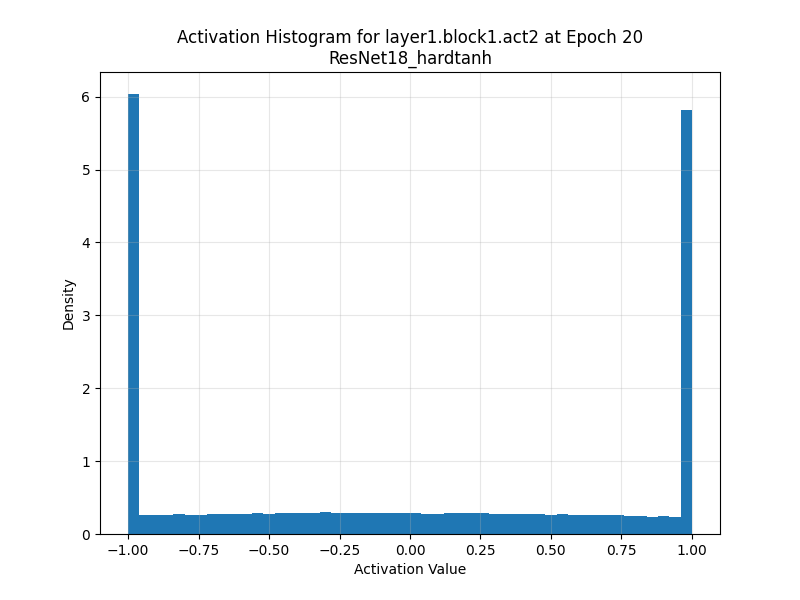 Activation Histogram for layer1.block1.act2 at Epoch 20
ResNet18_hardtanh
6
5
4
3
2
1
0
Density
−1.00 −0.75 −0.50 −0.25 0.00 0.25 0.50 0.75 1.00
Activation Value